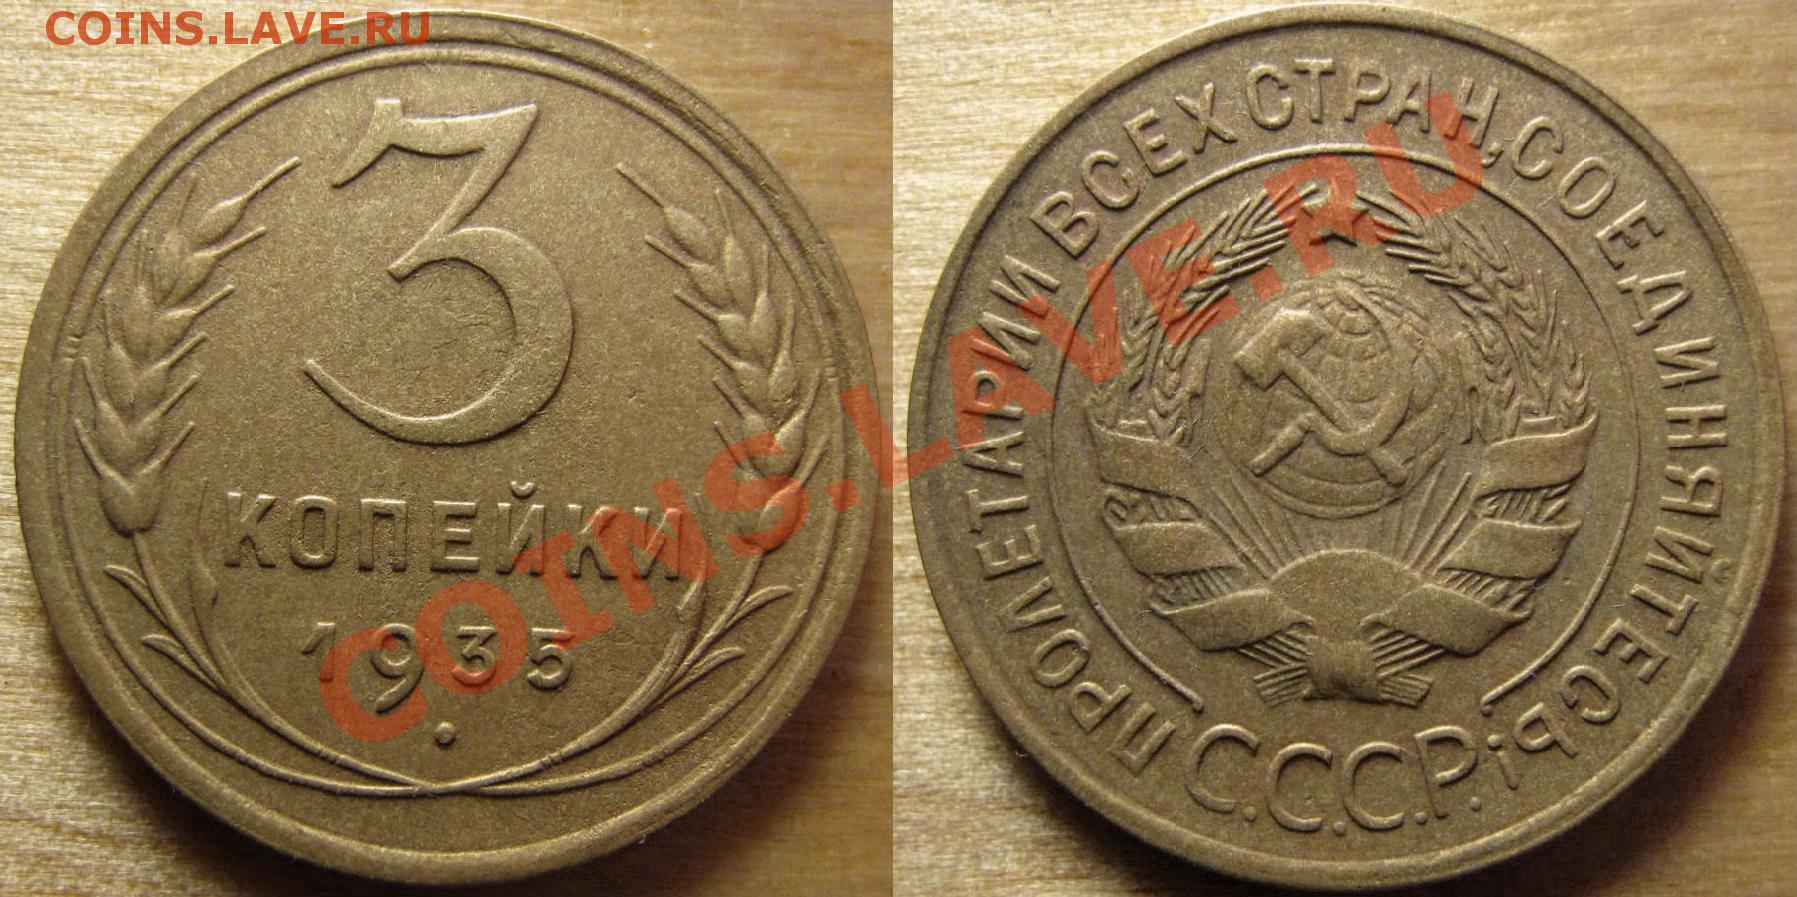 COINS.LAVE.RU
3
КОПЕЙКИ
1935
ПРОЛЕТАРИИ ВСЕХ СТРАН, СОЕДИНЯЙТЕСЬ!
С.С.С.Р.
COINS.LAVE.RU